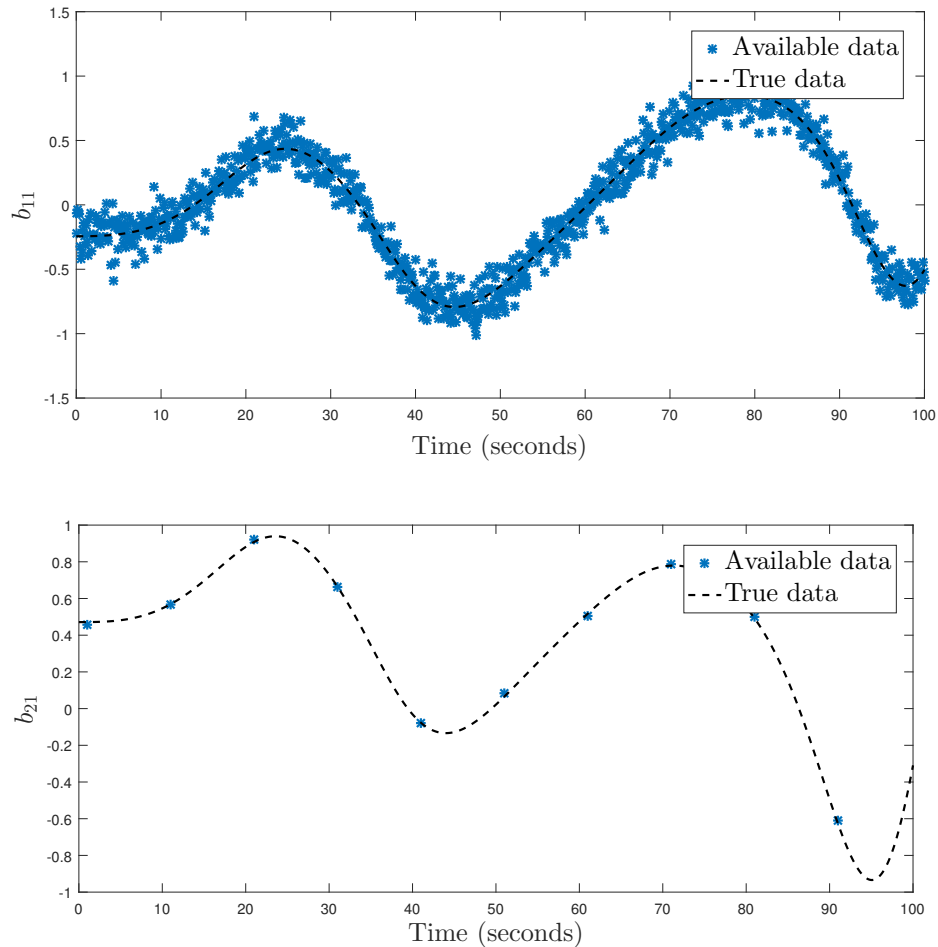 1.5
1
0.5
0
-0.5
-1
-1.5
b11
Available data
True data
0 10 20 30 40 50 60 70 80 90 100
Time (seconds)
1
0.8
0.6
0.4
0.2
0
-0.2
-0.4
-0.6
-0.8
-1
b21
Available data
True data
0 10 20 30 40 50 60 70 80 90 100
Time (seconds)